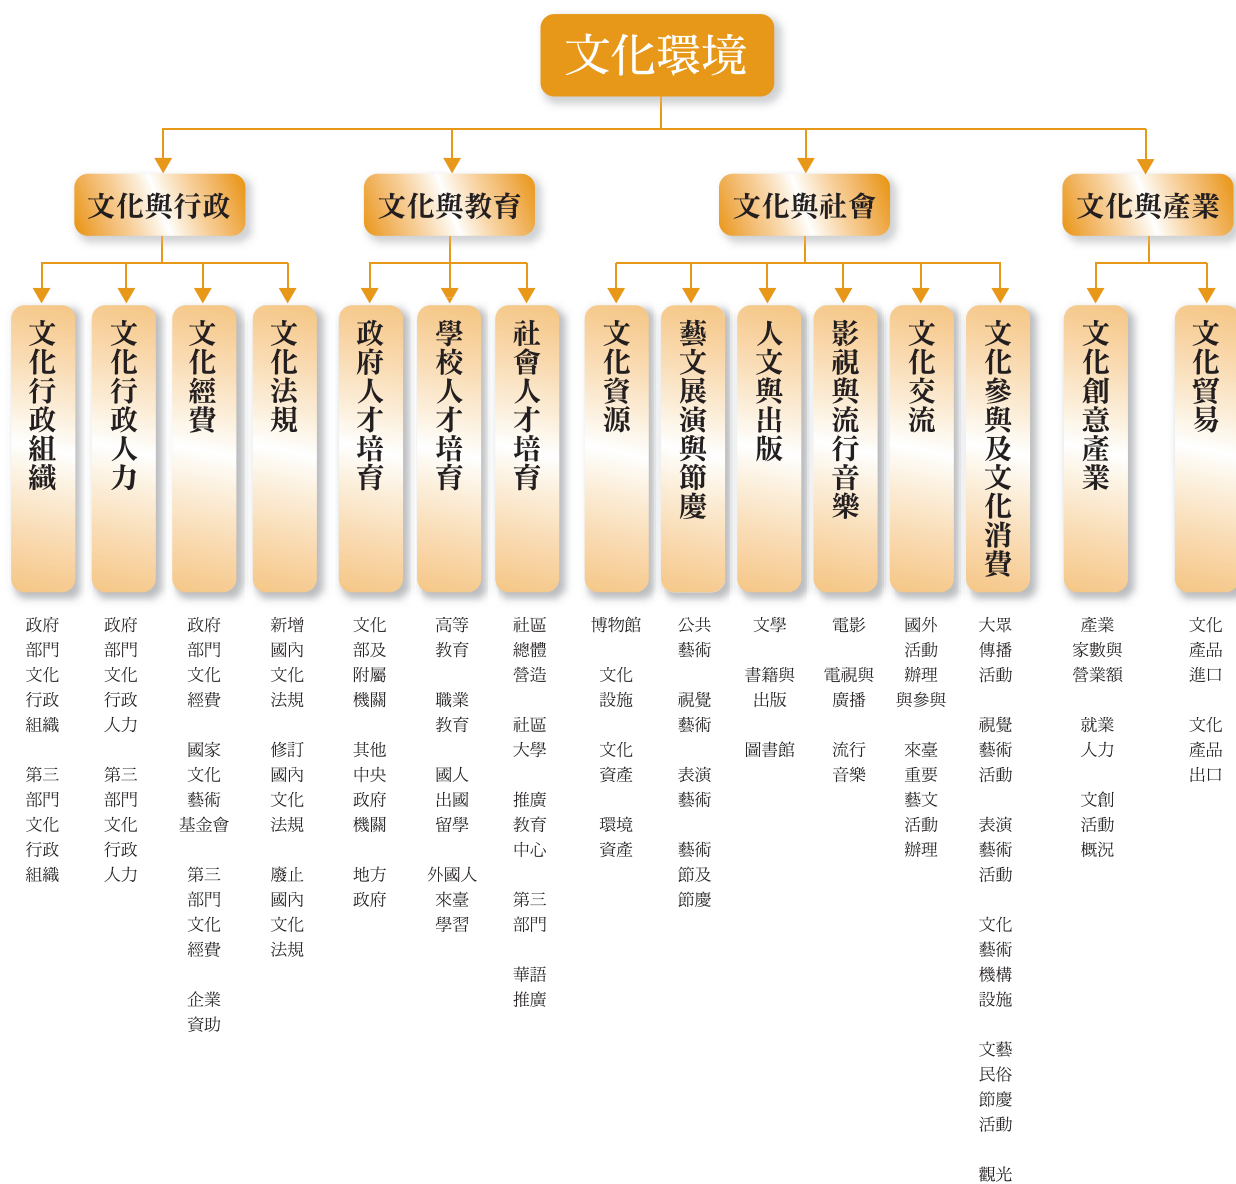 文化環境
文化與行政
文化與教育
文化與社會
文化與產業
文化行政組織
文化行政人力
文化經費
文化法規
政府人才培育
學校人才培育
社會人才培育
文化資源
藝文展演與節慶
人文與出版
影視與流行音樂
文化交流
文化參與及文化消費
文化創意產業
文化貿易
政府
部門
文化
行政
組織
第三
部門
文化
行政
組織
政府
部門
文化
行政
人力
第三
部門
文化
行政
人力
政府
部門
文化
經費
國家
文化
藝術
基金會
第三
部門
文化
經費
企業
資助
新增
國內
文化
法規
修訂
國內
文化
法規
廢止
國內
文化
法規
文化
部及
附屬
機關
其他
中央
政府
機關
地方
政府
高等
教育
職業
教育
國人
出國
留學
外國人
來臺
學習
社區
總體
營造
社區
大學
推廣
教育
中心
第三
部門
華語
推廣
博物館
文化
設施
文化
資產
環境
資產
公共
藝術
視覺
藝術
表演
藝術
藝術
節及
節慶
文學
書籍與
出版
圖書館
電影
電視與
廣播
流行
音樂
國外
活動
辦理
與參與
來臺
重要
藝文
活動
辦理
大眾
傳播
活動
視覺
藝術
活動
表演
藝術
活動
文化
藝術
機構
設施
文藝
民俗
節慶
活動
觀光
產業
家數與
營業額
就業
人力
文創
活動
概況
文化
產品
進口
文化
產品
出口